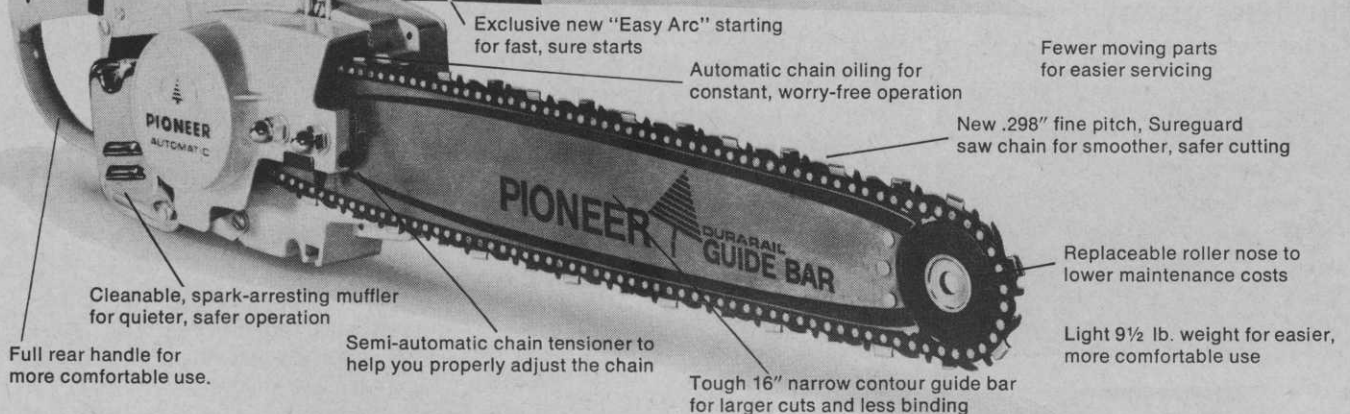 Exclusive new "Easy Arc" starting
for fast, sure starts
Fewer moving parts
for easier servicing
Automatic chain oiling for
constant, worry-free operation
New .298" fine pitch, Sureguard
saw chain for smoother, safer cutting
PIONEER
AUTOMATIC
PIONEER
DURARAIL
GUIDE BAR
Replaceable roller nose to
lower maintenance costs
Cleanable, spark-arresting muffler
for quieter, safer operation
Light 9½ lb. weight for easier,
more comfortable use
Full rear handle for
more comfortable use.
Semi-automatic chain tensioner to
help you properly adjust the chain
Tough 16" narrow contour guide bar
for larger cuts and less binding